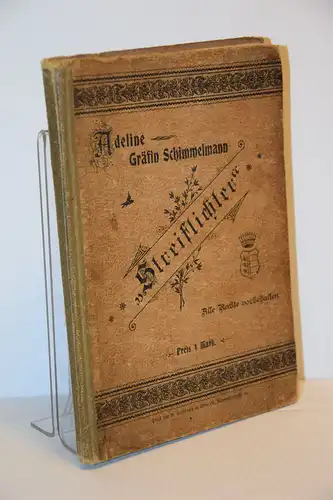 Adeline
Gräfin Schimmelmann
„Streiflichter“
Alle Rechte vorbehalten.
Preis 1 Mark.